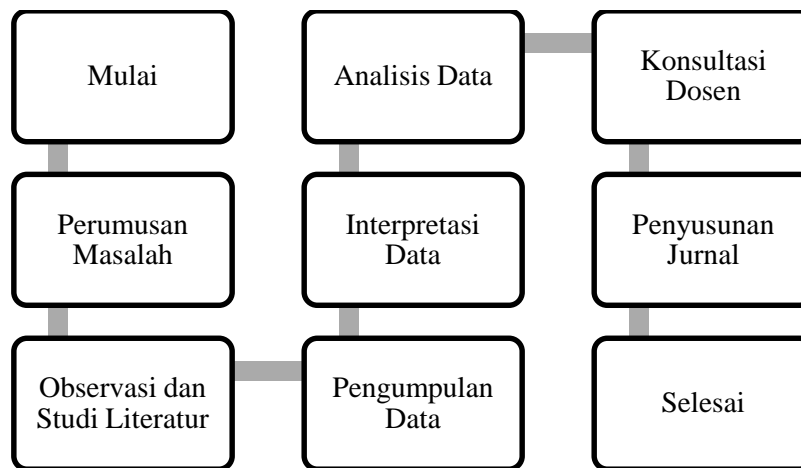 Mulai
Perumusan
Masalah
Observasi dan
Studi Literatur
Pengumpulan
Data
Interpretasi
Data
Analisis Data
Konsultasi
Dosen
Penyusunan
Jurnal
Selesai